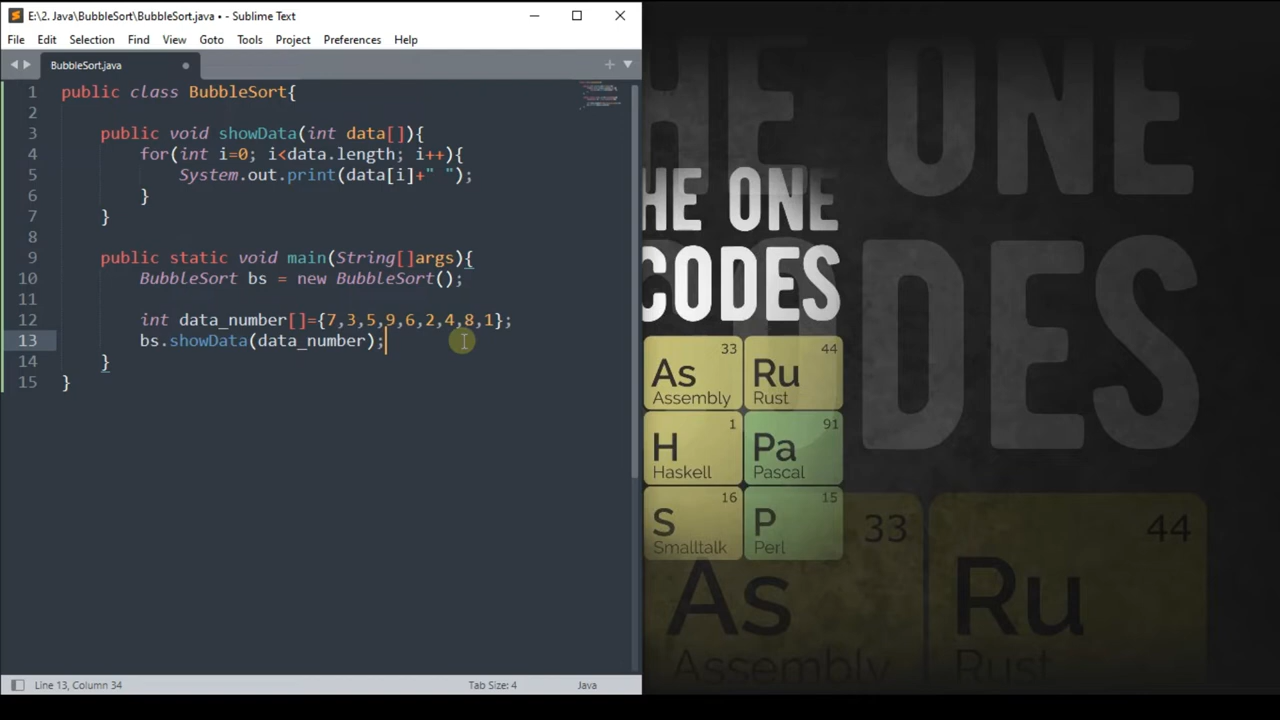 E:\2. Java\BubbleSort\BubbleSort.java • - Sublime Text
File Edit Selection Find View Goto Tools Project Preferences Help
BubbleSort.java
1 public class BubbleSort{
2
3 public void showData(int data[]){
4 for(int i=0; i<data.length; i++){
5 System.out.print(data[i]+" ");
6 }
7 }
8
9 public static void main(String[]args){
10 BubbleSort bs = new BubbleSort();
11
12 int data_number[]={7,3,5,9,6,2,4,8,1};
13 bs.showData(data_number);
14 }
15 }
Line 13, Column 34
Tab Size: 4
Java
HE ONE
CODES
33
As
Assembly
44
Ru
Rust
1
H
Haskell
91
Pa
Pascal
16
S
Smalltalk
15
P
Perl
HE ONE
ODES
33
As
Assembly
44
Ru
Rust